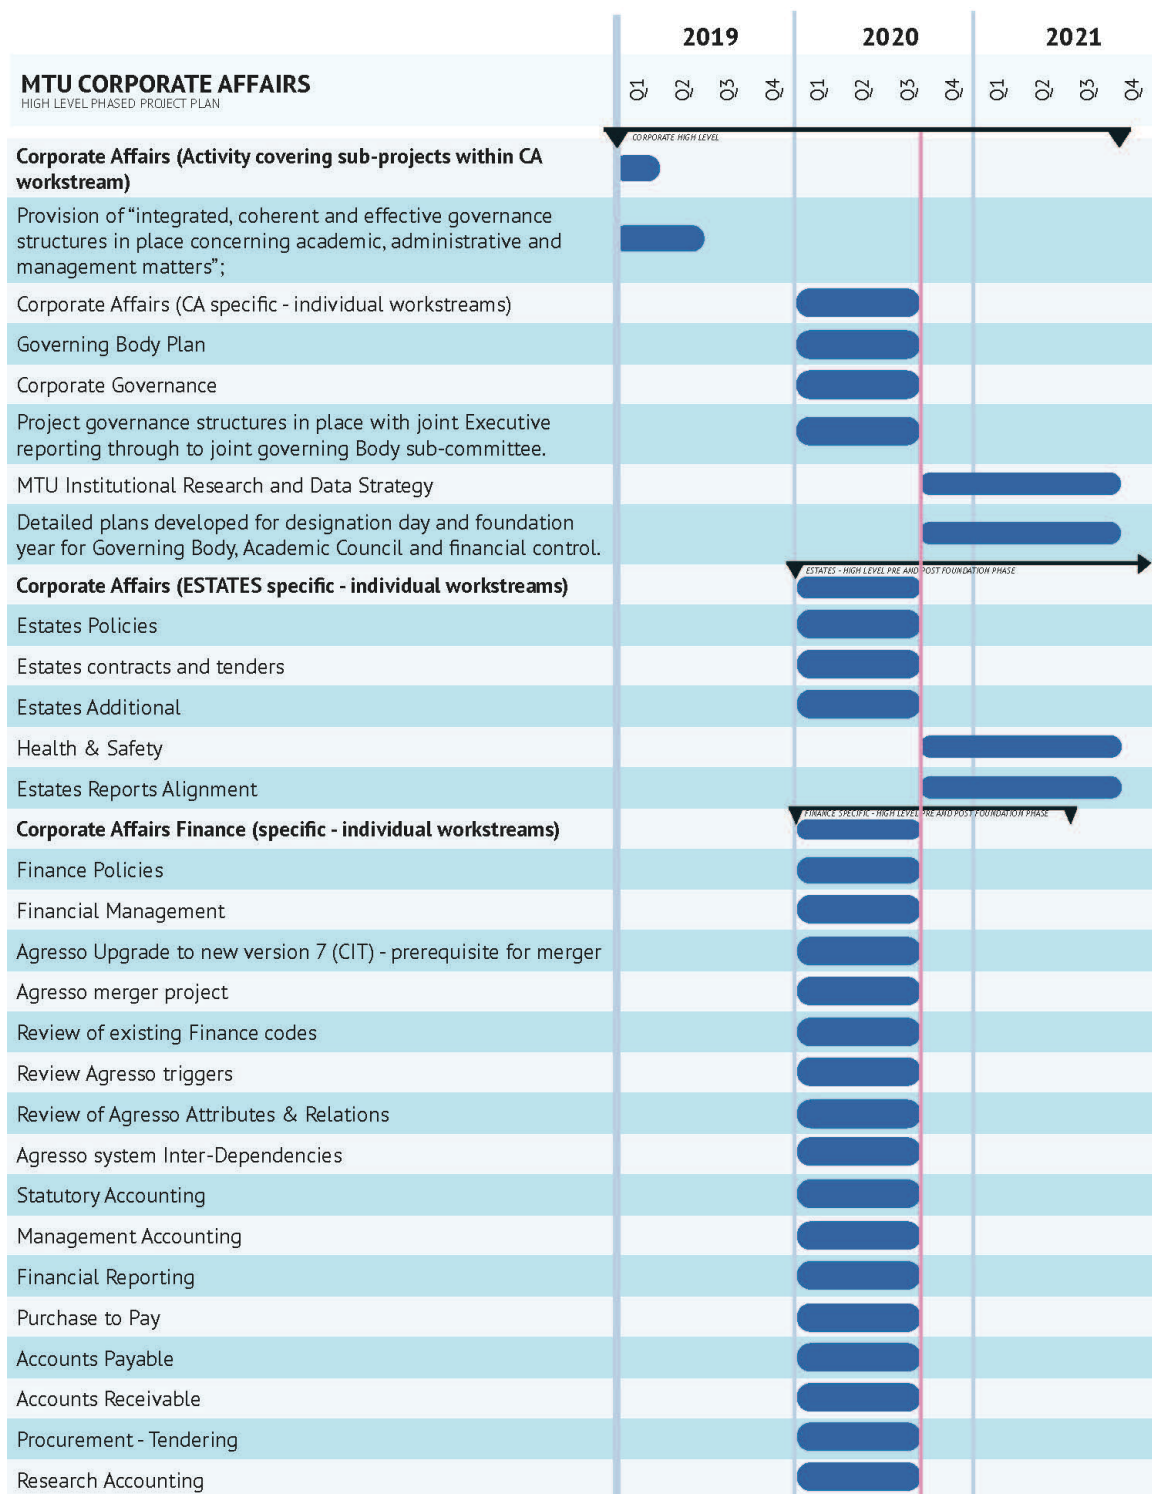 2019 2020 2021
MTU CORPORATE AFFAIRS
HIGH LEVEL PHASED PROJECT PLAN
Q1 Q2 Q3 Q4 Q1 Q2 Q3 Q4 Q1 Q2 Q3 Q4
CORPORATE HIGH LEVEL
Corporate Affairs (Activity covering sub-projects within CA
workstream)
Provision of “integrated, coherent and effective governance
structures in place concerning academic, administrative and
management matters”;
Corporate Affairs (CA specific - individual workstreams)
Governing Body Plan
Corporate Governance
Project governance structures in place with joint Executive
reporting through to joint governing Body sub-committee.
MTU Institutional Research and Data Strategy
Detailed plans developed for designation day and foundation
year for Governing Body, Academic Council and financial control.
ESTATES - HIGH LEVEL PRE AND POST FOUNDATION PHASE
Corporate Affairs (ESTATES specific - individual workstreams)
Estates Policies
Estates contracts and tenders
Estates Additional
Health & Safety
Estates Reports Alignment
FINANCE SPECIFIC - HIGH LEVEL PRE AND POST FOUNDATION PHASE
Corporate Affairs Finance (specific - individual workstreams)
Finance Policies
Financial Management
Agresso Upgrade to new version 7 (CIT) - prerequisite for merger
Agresso merger project
Review of existing Finance codes
Review Agresso triggers
Review of Agresso Attributes & Relations
Agresso system Inter-Dependencies
Statutory Accounting
Management Accounting
Financial Reporting
Purchase to Pay
Accounts Payable
Accounts Receivable
Procurement - Tendering
Research Accounting